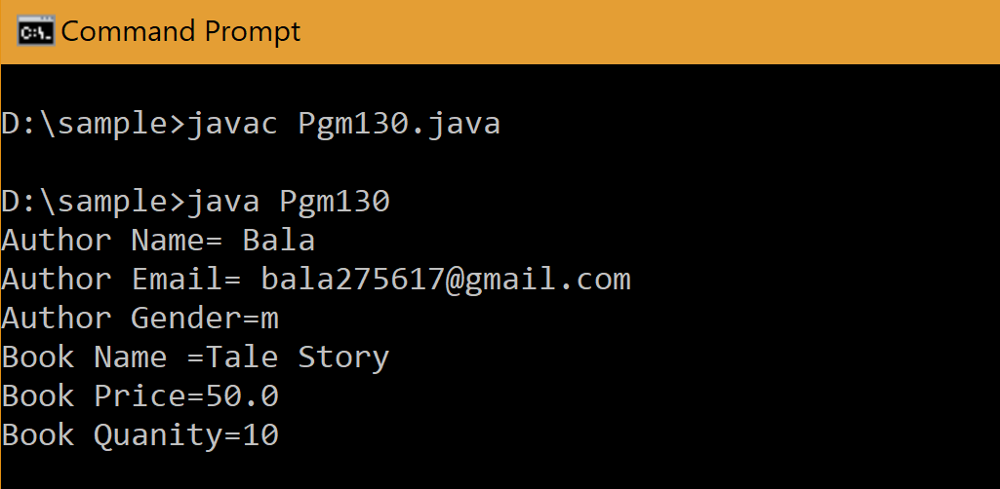 C:\.
Command Prompt
D:\sample>javac Pgm130.java
D:\sample>java Pgm130
Author Name= Bala
Author Email= bala275617@gmail.com
Author Gender=m
Book Name =Tale Story
Book Price=50.0
Book Quanity=10